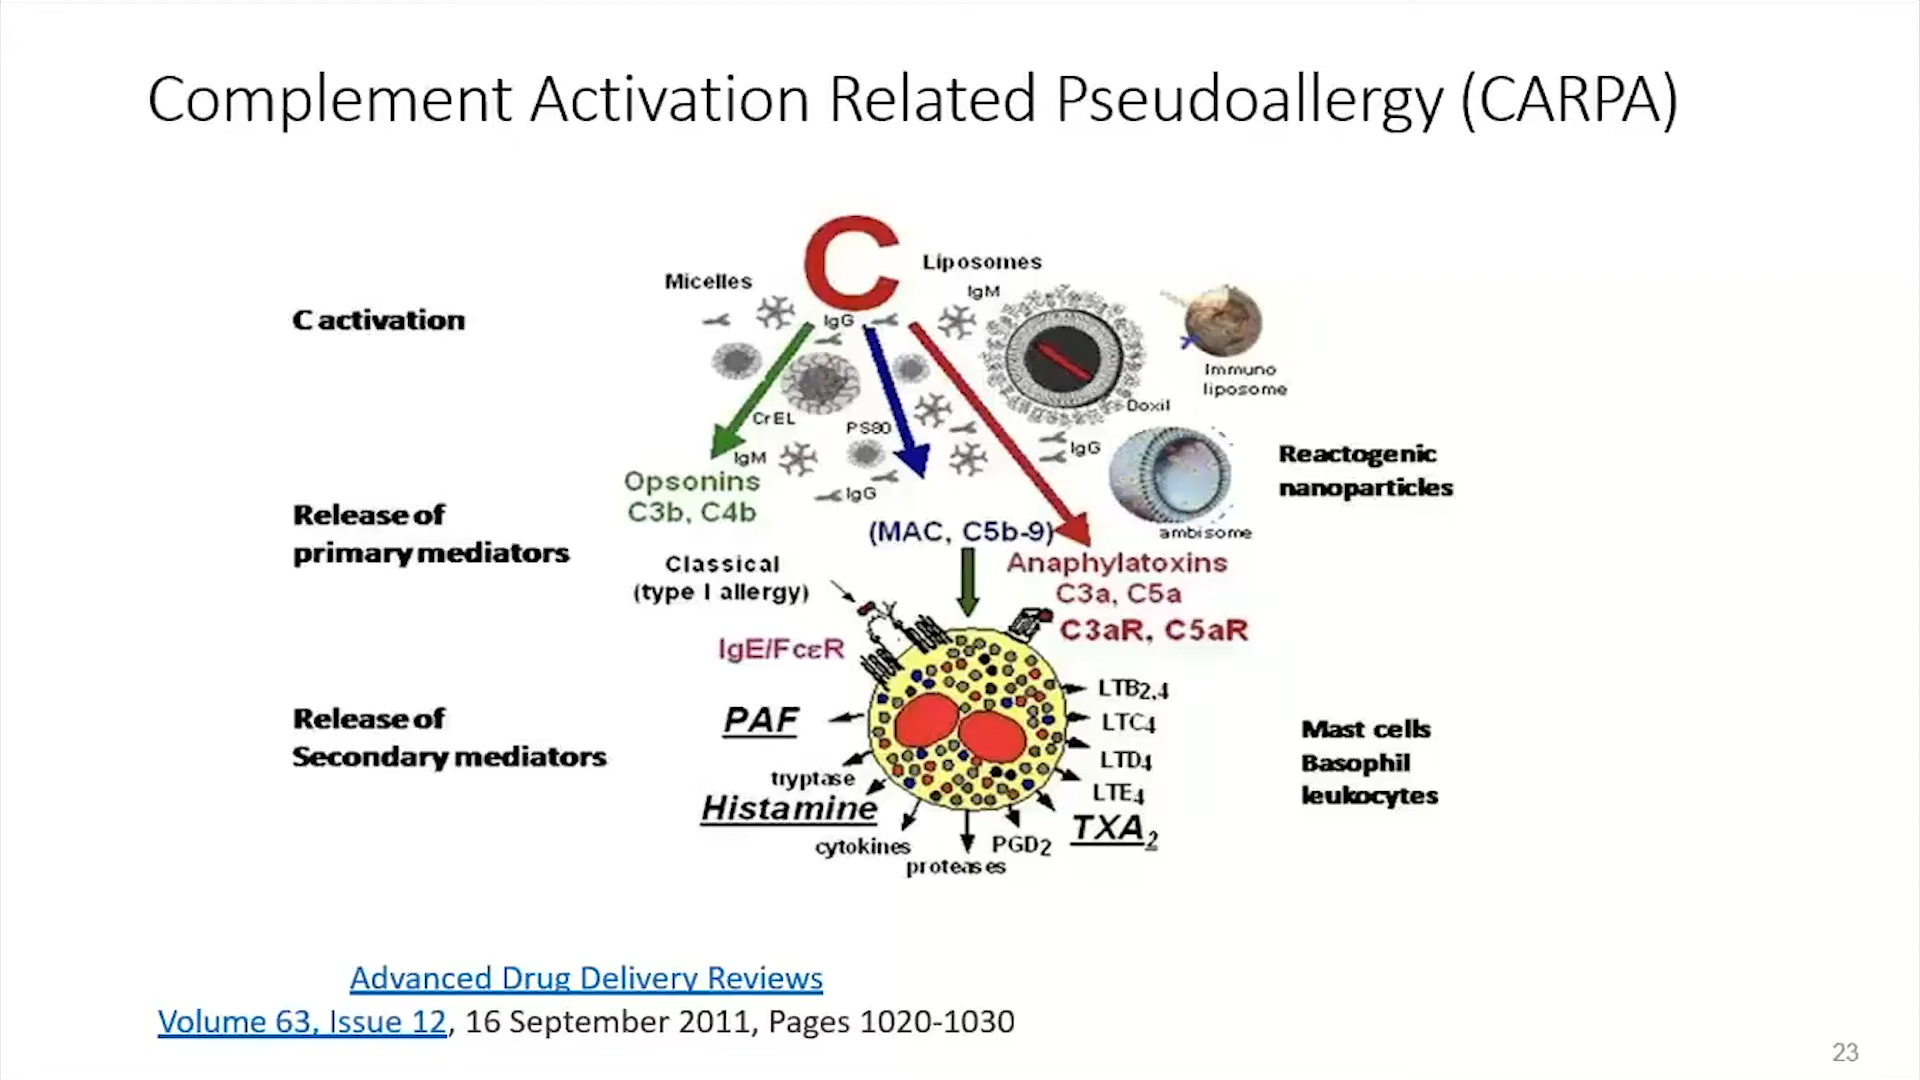 Complement Activation Related Pseudoallergy (CARPA)
C
Micelles
Liposomes
IgM
C activation
IgG
Immuno
liposome
Doxil
CrEL
PS80
IgM
IgG
IgG
Reactogenic
nanoparticles
Opsonins
C3b, C4b
Release of
primary mediators
(MAC, C5b-9)
ambisome
Classical
(type I allergy)
Anaphylatoxins
C3a, C5a
C3aR, C5aR
IgE/FcεR
LTB2,4
Release of
Secondary mediators
PAF
LTC4
LTD4
LTE4
Mast cells
Basophil
leukocytes
tryptase
Histamine
TXA2
cytokines
PGD2
proteases
Advanced Drug Delivery Reviews
Volume 63, Issue 12, 16 September 2011, Pages 1020-1030
23